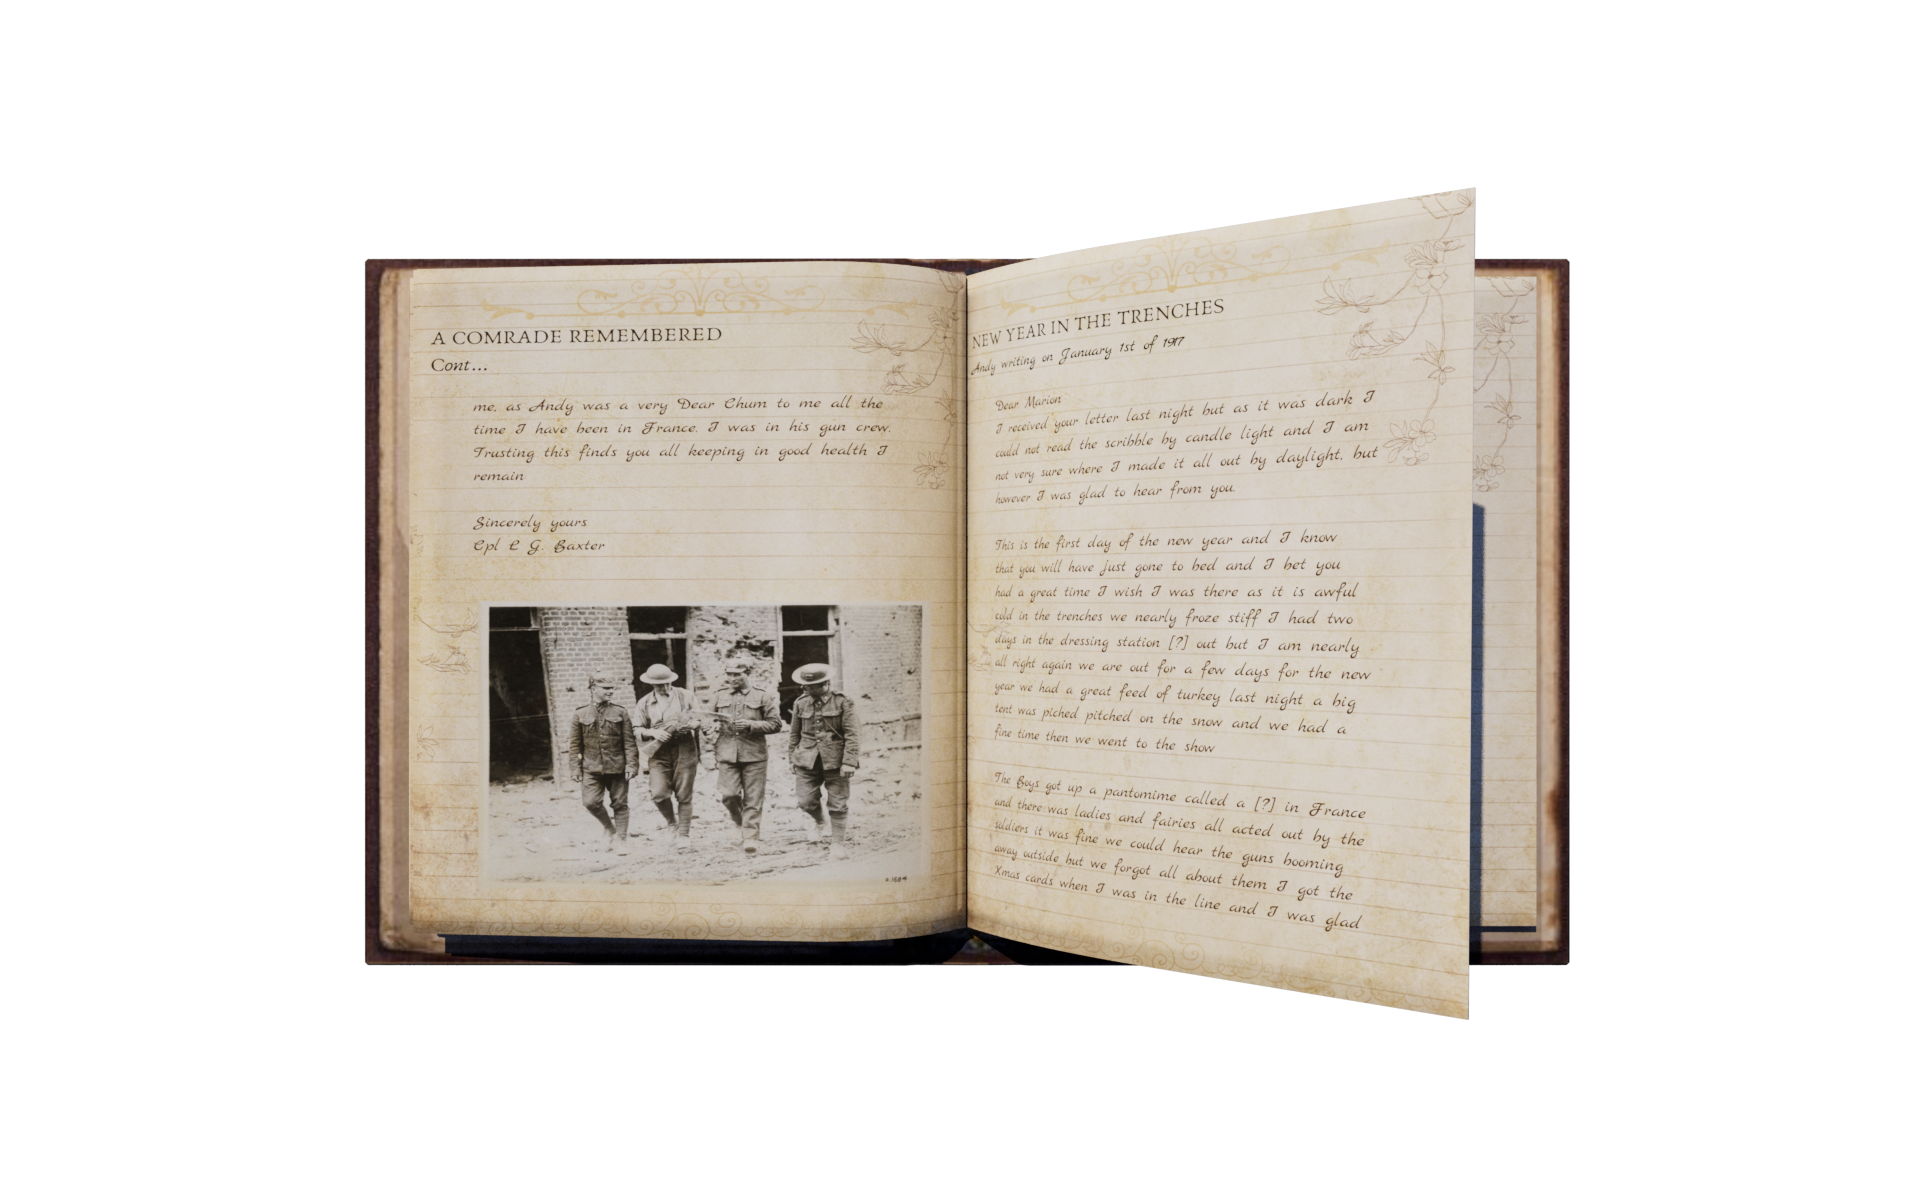 A COMRADE REMEMBERED
Cont...
me, as Andy was a very Dear Chum to me all the
time I have been in France. I was in his gun crew.
Trusting this finds you all keeping in good health I
remain
Sincerely yours
Cpl C G. Baxter
NEW YEAR IN THE TRENCHES
Andy writing on January 1st of 1917
Dear Marion
I received your letter last night but as it was dark I
could not read the scribble by candle light and I am
not very sure where I made it all out by daylight, but
however I was glad to hear from you.
This is the first day of the new year and I know
that you will have just gone to bed and I bet you
had a great time I wish I was there as it is awful
cold in the trenches we nearly froze stiff I had two
days in the dressing station [?] out but I am nearly
all right again we are out for a few days for the new
year we had a great feed of turkey last night a big
tent was piched pitched on the snow and we had a
fine time then we went to the show
The Boys got up a pantomime called a [?] in France
and there was ladies and fairies all acted out by the
soldiers it was fine we could hear the guns booming
away outside but we forgot all about them I got the
Xmas cards when I was in the line and I was glad